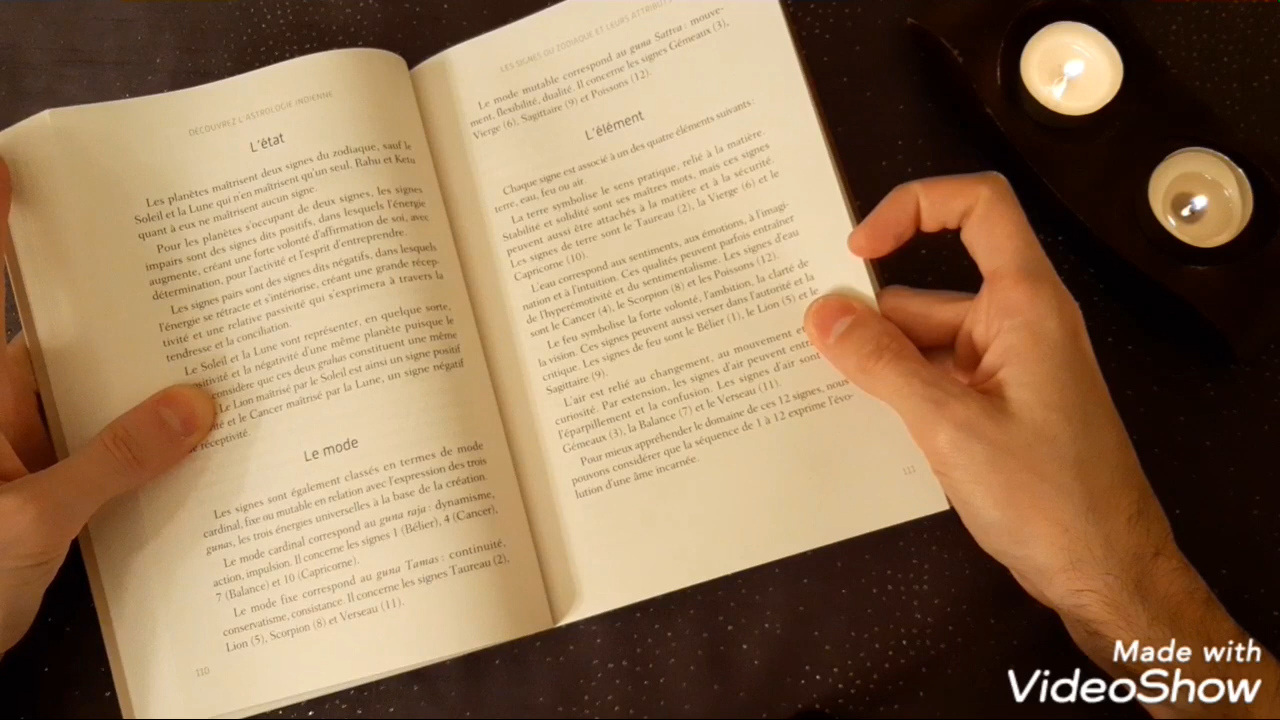 DÉCOUVREZ L'ASTROLOGIE INDIENNE
L'état
Les planètes maîtrisent deux signes du zodiaque, sauf le
Soleil et la Lune qui n'en maîtrisent qu'un seul. Rahu et Ketu
quant à eux ne maîtrisent aucun signe.
Pour les planètes s'occupant de deux signes, les signes
impairs sont des signes dits positifs, dans lesquels l'énergie
augmente, créant une forte volonté d'affirmation de soi, avec
détermination, pour l'activité et l'esprit d'entreprendre.
Les signes pairs sont des signes dits négatifs, dans lesquels
l'énergie se rétracte et s'intériorise, créant une grande récep-
tivité et une relative passivité qui s'exprimera à travers la
tendresse et la conciliation.
Le Soleil et la Lune vont représenter, en quelque sorte,
et la négativité d'une même planète puisque le
considère que ces deux grahas constituent une même
Le Lion maîtrisé par le Soleil est ainsi un signe positif
et le Cancer maîtrisé par la Lune, un signe négatif
réceptivité.
Le mode
Les signes sont également classés en termes de mode
cardinal, fixe ou mutable en relation avec l'expression des trois
gunas, les trois énergies universelles à la base de la création.
Le mode cardinal correspond au guna raja : dynamisme,
action, impulsion. Il concerne les signes 1 (Bélier), 4 (Cancer),
7 (Balance) et 10 (Capricorne).
Le mode fixe correspond au guna Tamas : continuité,
conservatisme, consistance. Il concerne les signes Taureau (2),
Lion (5), Scorpion (8) et Verseau (11).
110
LES SIGNES DU ZODIAQUE ET LEURS ATTRIBUTS
Le mode mutable correspond au guna Sattva : mouve-
ment, flexibilité, dualité. Il concerne les signes Gémeaux (3),
Vierge (6), Sagittaire (9) et Poissons (12).
L'élément
Chaque signe est associé à un des quatre éléments suivants :
terre, eau, feu ou air.
La terre symbolise le sens pratique, relié à la matière.
Stabilité et solidité sont ses maîtres mots, mais ces signes
peuvent aussi être attachés à la matière et à la sécurité.
Les signes de terre sont le Taureau (2), la Vierge (6) et le
Capricorne (10).
L'eau correspond aux sentiments, aux émotions, à l'imagi-
nation et à l'intuition. Ces qualités peuvent parfois entraîner
de l'hyperémotivité et du sentimentalisme. Les signes d'eau
sont le Cancer (4), le Scorpion (8) et les Poissons (12).
Le feu symbolise la forte volonté, l'ambition, la clarté de
la vision. Ces signes peuvent aussi verser dans l'autorité et la
critique. Les signes de feu sont le Bélier (1), le Lion (5) et le
Sagittaire (9).
L'air est relié au changement, au mouvement et
curiosité. Par extension, les signes d'air peuvent
l'éparpillement et la confusion. Les signes d'air sont
Gémeaux (3), la Balance (7) et le Verseau (11).
Pour mieux appréhender le domaine de ces 12 signes, nous
pouvons considérer que la séquence de 1 à 12 exprime l'évo-
lution d'une âme incarnée.
Made with
VideoShow